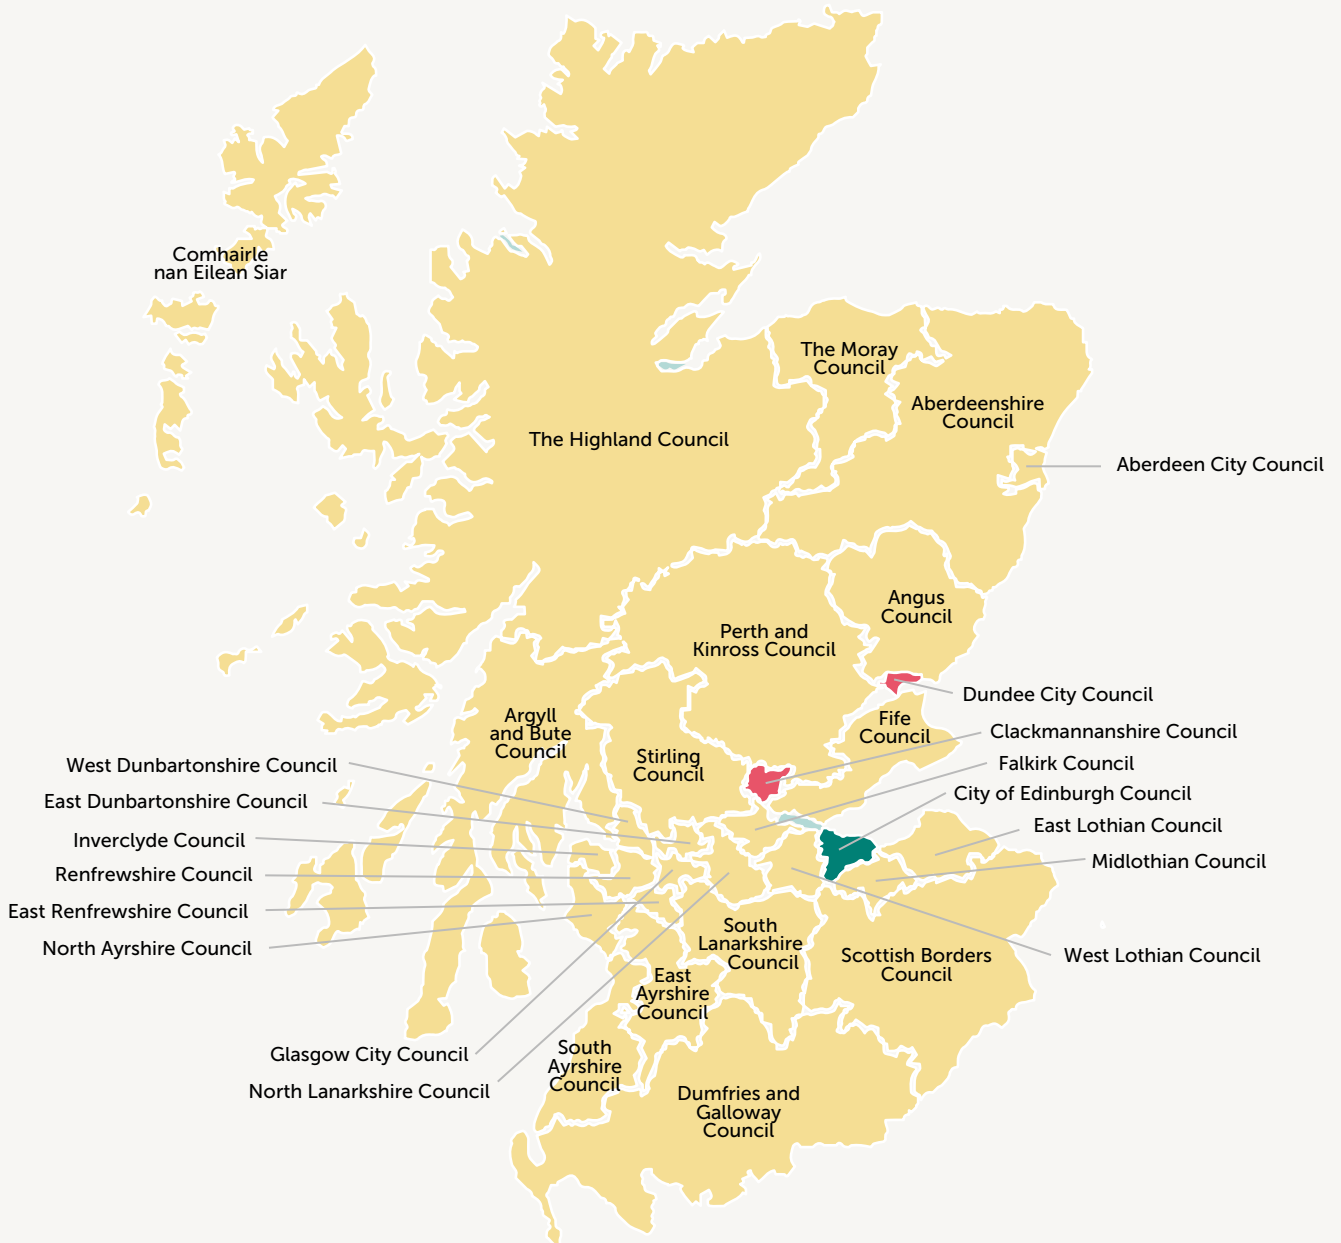 Comhairle
nan Eilean Siar
The Moray
Council
Aberdeenshire
Council
The Highland Council
Aberdeen City Council
Angus
Council
Perth and
Kinross Council
Dundee City Council
Argyll
and Bute
Council
Fife
Council
Clackmannanshire Council
Stirling
Council
West Dunbartonshire Council
Falkirk Council
East Dunbartonshire Council
City of Edinburgh Council
East Lothian Council
Inverclyde Council
Midlothian Council
Renfrewshire Council
East Renfrewshire Council
North Ayrshire Council
South
Lanarkshire
Council
Scottish Borders
Council
West Lothian Council
East
Ayrshire
Council
Glasgow City Council
South
Ayrshire
Council
North Lanarkshire Council
Dumfries and
Galloway
Council